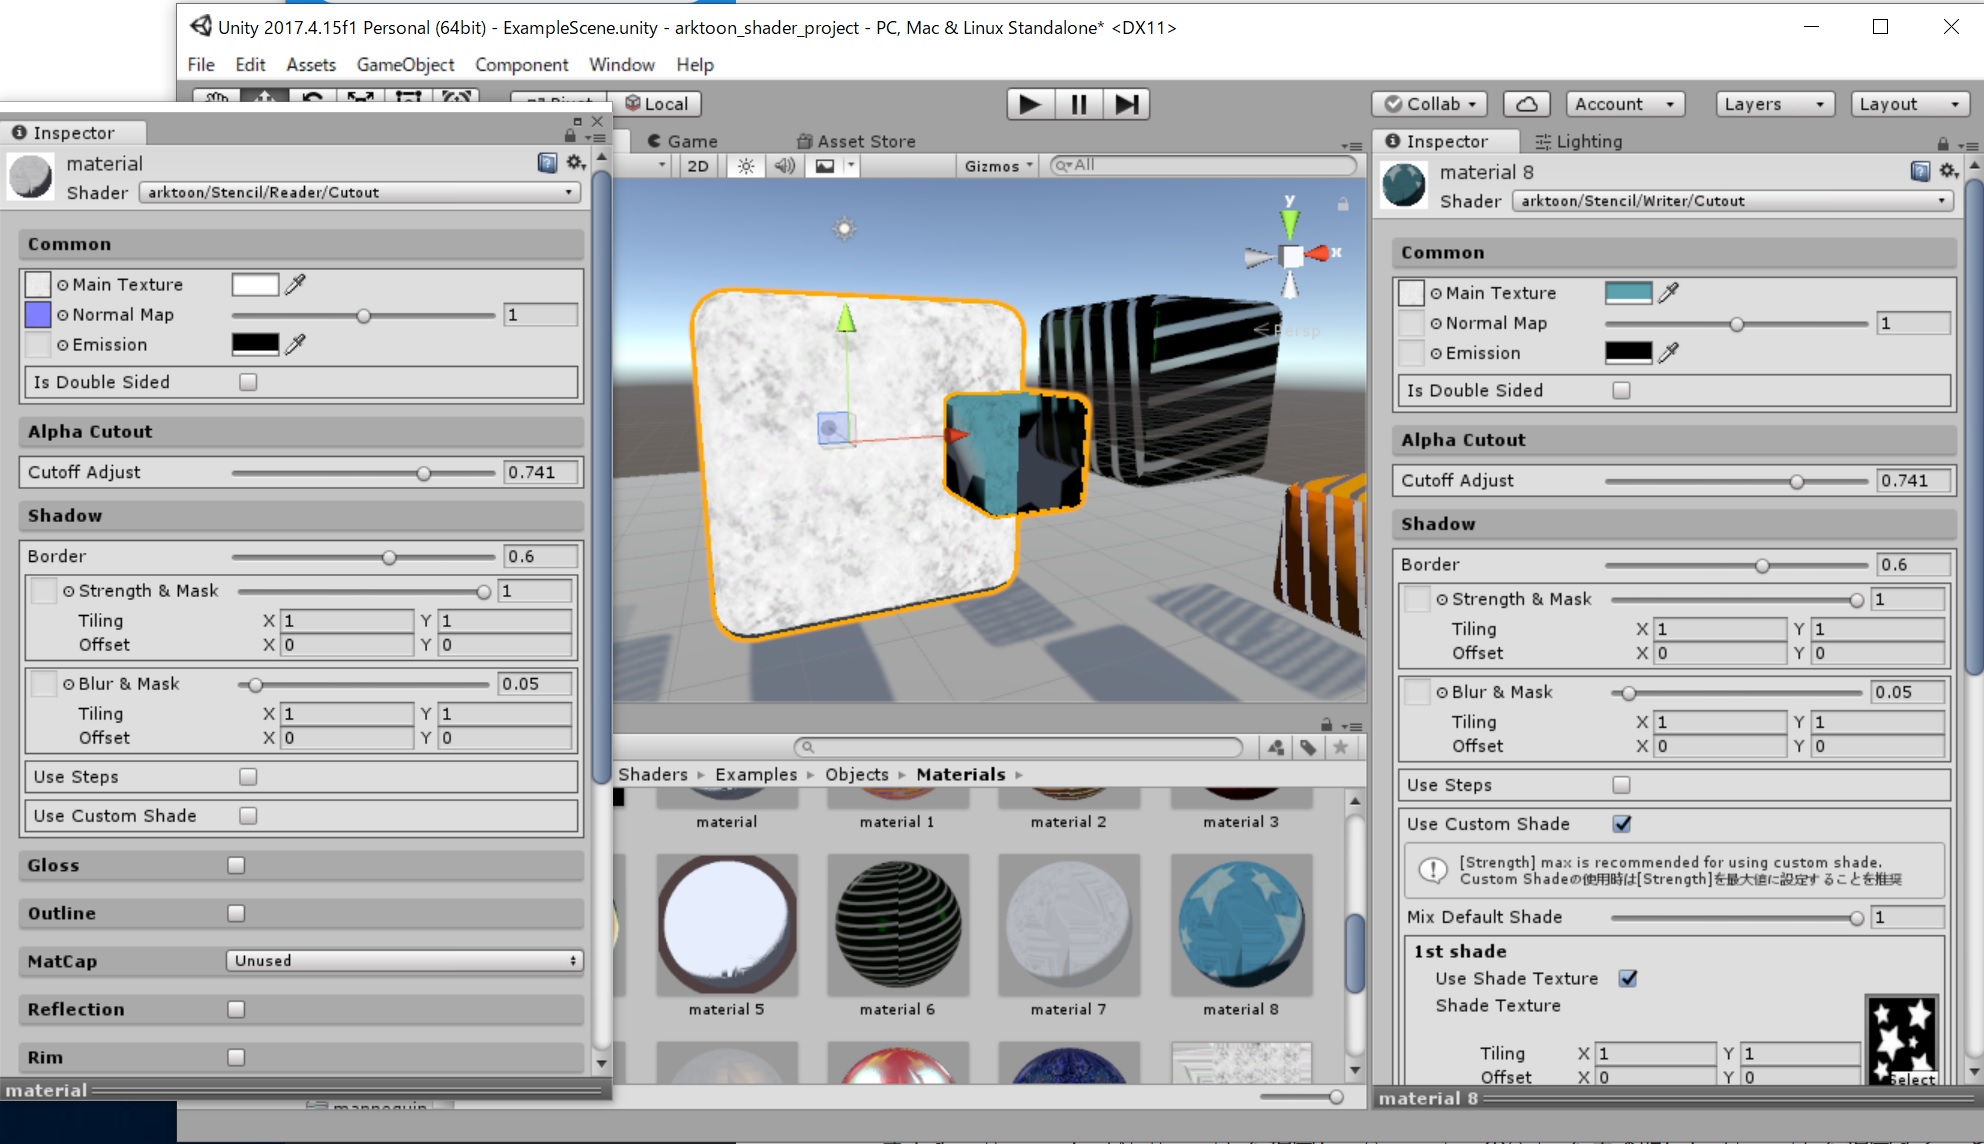 Unity 2017.4.15f1 Personal (64bit) - ExampleScene.unity - arktoon_shader_project - PC, Mac & Linux Standalone* <DX11>
File Edit Assets GameObject Component Window Help
Local
Collab
Account
Layers
Layout
Inspector
material
Shader arktoon/Stencil/Reader/Cutout
Common
Main Texture
Normal Map 1
Emission
Is Double Sided
Alpha Cutout
Cutoff Adjust 0.741
Shadow
Border 0.6
Strength & Mask 1
Tiling X 1 Y 1
Offset X 0 Y 0
Blur & Mask 0.05
Tiling X 1 Y 1
Offset X 0 Y 0
Use Steps
Use Custom Shade
Gloss
Outline
MatCap Unused
Reflection
Rim
material
Game
Asset Store
2D
Gizmos
All
y
x
Persp
Shaders Examples Objects Materials
material
material 1
material 2
material 3
material 5
material 6
material 7
material 8
mannequin
Inspector
Lighting
material 8
Shader arktoon/Stencil/Writer/Cutout
Common
Main Texture
Normal Map 1
Emission
Is Double Sided
Alpha Cutout
Cutoff Adjust 0.741
Shadow
Border 0.6
Strength & Mask 1
Tiling X 1 Y 1
Offset X 0 Y 0
Blur & Mask 0.05
Tiling X 1 Y 1
Offset X 0 Y 0
Use Steps
Use Custom Shade
[Strength] max is recommended for using custom shade.
Custom Shadeの使用時は[Strength]を最大値に設定することを推奨
Mix Default Shade 1
1st shade
Use Shade Texture
Shade Texture
Tiling X 1 Y 1
Offset X 0 Y 0
Select
material 8